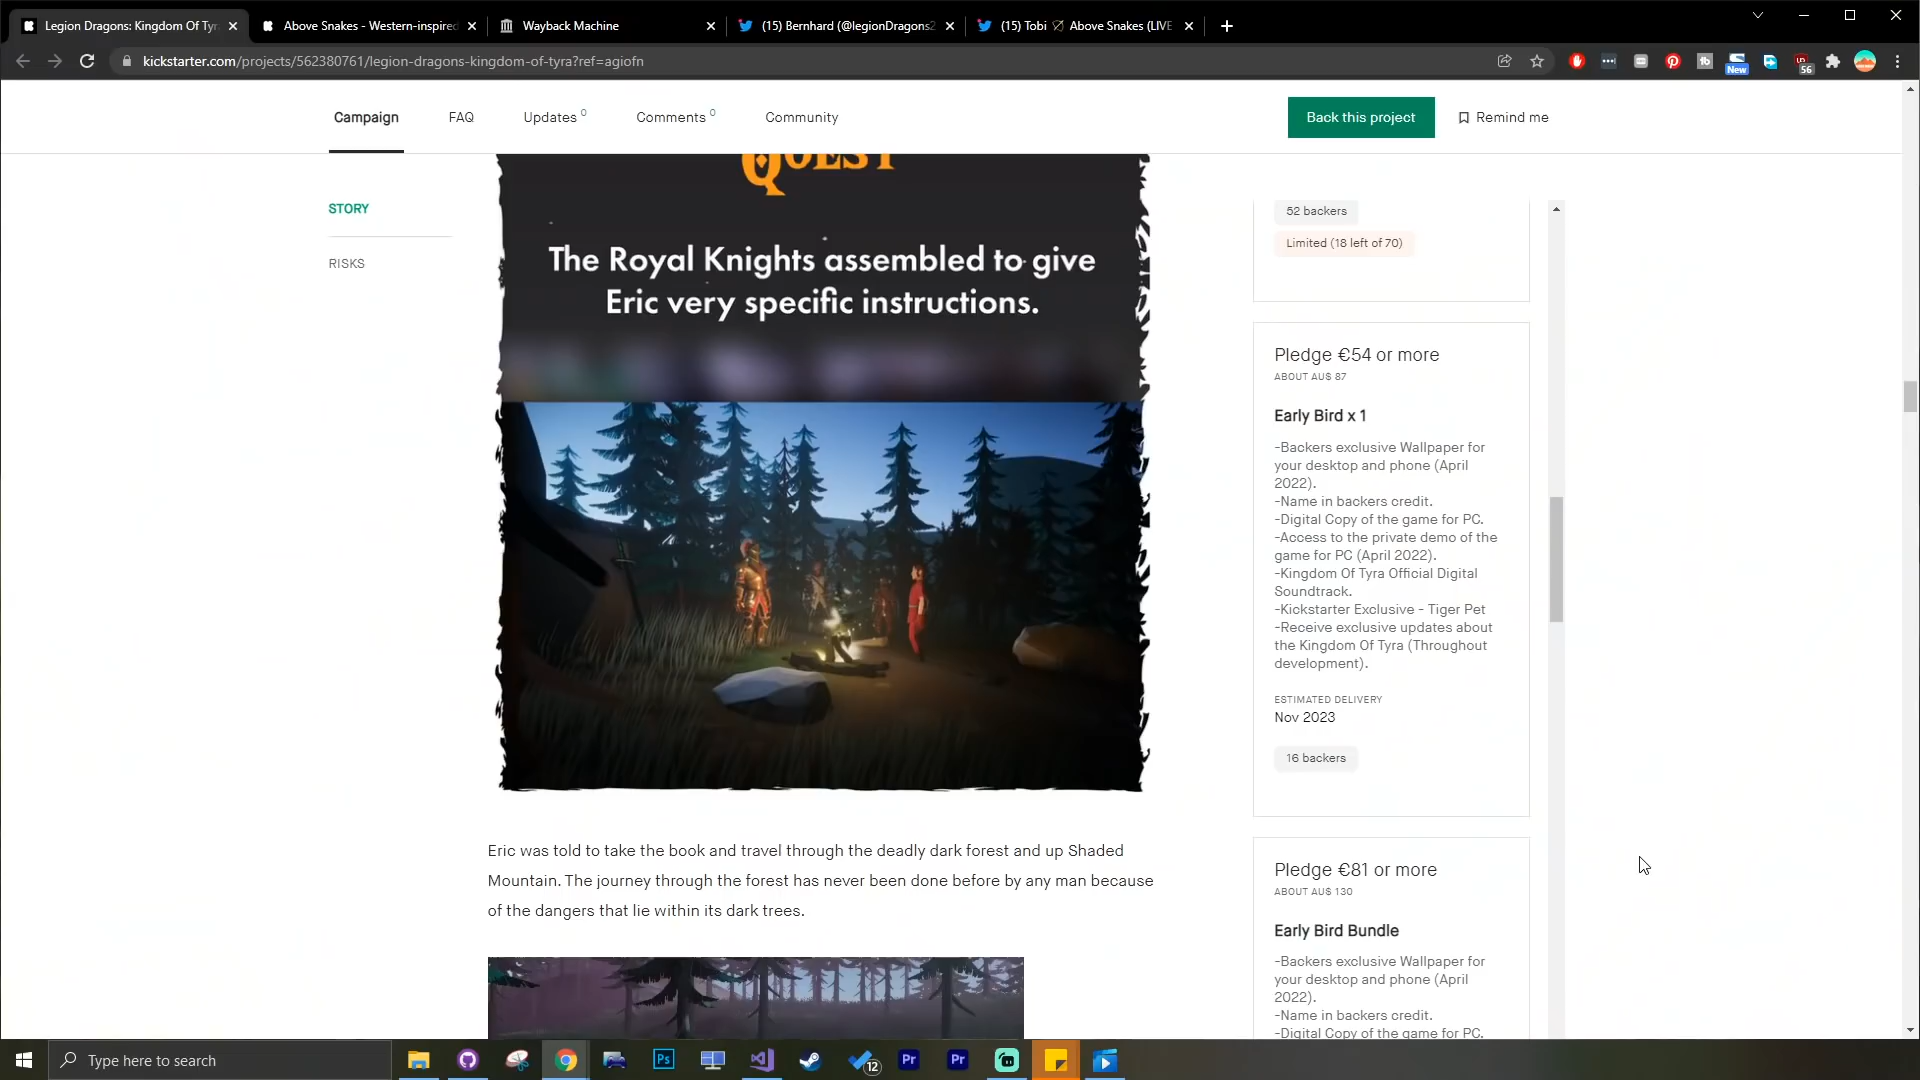 Legion Dragons: Kingdom Of Tyr
Above Snakes - Western-inspired
Wayback Machine
(15) Bernhard (@legionDragons2
(15) Tobi 🏹 Above Snakes (LIVE
kickstarter.com/projects/562380761/legion-dragons-kingdom-of-tyra?ref=agiofn
New
56
Campaign
FAQ
Updates 0
Comments 0
Community
Back this project
Remind me
STORY
RISKS
QUEST
The Royal Knights assembled to give
Eric very specific instructions.
Eric was told to take the book and travel through the deadly dark forest and up Shaded
Mountain. The journey through the forest has never been done before by any man because
of the dangers that lie within its dark trees.
52 backers
Limited (18 left of 70)
Pledge €54 or more
ABOUT AU$ 87
Early Bird x 1
-Backers exclusive Wallpaper for
your desktop and phone (April
2022).
-Name in backers credit.
-Digital Copy of the game for PC.
-Access to the private demo of the
game for PC (April 2022).
-Kingdom Of Tyra Official Digital
Soundtrack.
-Kickstarter Exclusive - Tiger Pet
-Receive exclusive updates about
the Kingdom Of Tyra (Throughout
development).
ESTIMATED DELIVERY
Nov 2023
16 backers
Pledge €81 or more
ABOUT AU$ 130
Early Bird Bundle
-Backers exclusive Wallpaper for
your desktop and phone (April
2022).
-Name in backers credit.
-Digital Copy of the game for PC.
Type here to search
Ps
12
Pr
Pr